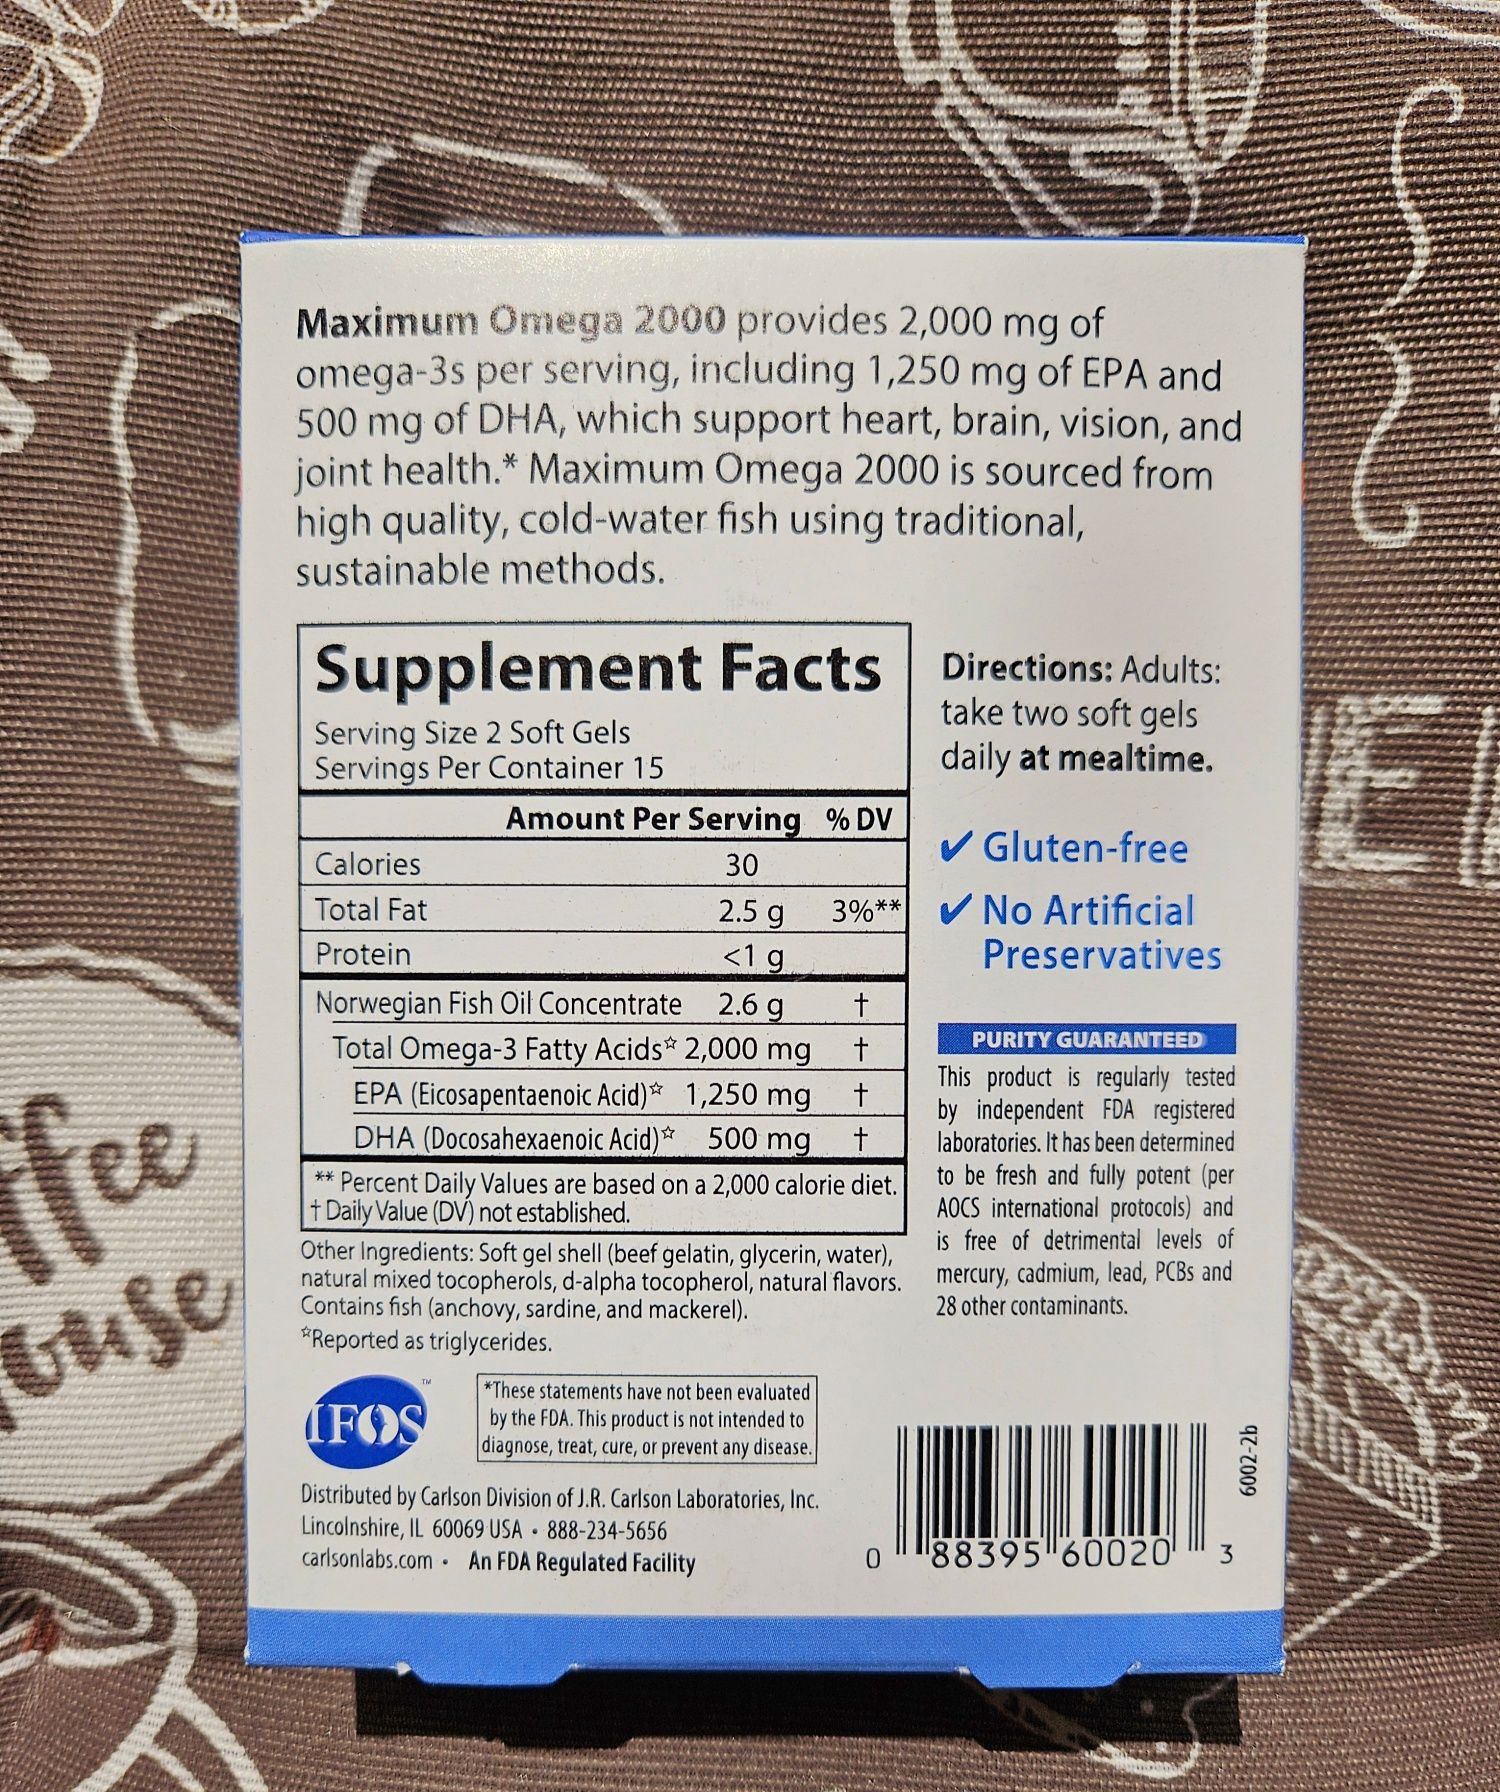 Maximum Omega 2000 provides 2,000 mg of
omega-3s per serving, including 1,250 mg of EPA and
500 mg of DHA, which support heart, brain, vision, and
joint health.* Maximum Omega 2000 is sourced from
high quality, cold-water fish using traditional,
sustainable methods.
Supplement Facts
Serving Size 2 Soft Gels
Servings Per Container 15
Amount Per Serving % DV
Calories 30
Total Fat 2.5 g 3%**
Protein <1 g
Norwegian Fish Oil Concentrate 2.6 g †
Total Omega-3 Fatty Acids☆ 2,000 mg †
EPA (Eicosapentaenoic Acid)☆ 1,250 mg †
DHA (Docosahexaenoic Acid)☆ 500 mg †
** Percent Daily Values are based on a 2,000 calorie diet.
† Daily Value (DV) not established.
Other Ingredients: Soft gel shell (beef gelatin, glycerin, water),
natural mixed tocopherols, d-alpha tocopherol, natural flavors.
Contains fish (anchovy, sardine, and mackerel).
☆Reported as triglycerides.
Directions: Adults:
take two soft gels
daily at mealtime.
✔ Gluten-free
✔ No Artificial
Preservatives
PURITY GUARANTEED
This product is regularly tested
by independent FDA registered
laboratories. It has been determined
to be fresh and fully potent (per
AOCS international protocols) and
is free of detrimental levels of
mercury, cadmium, lead, PCBs and
28 other contaminants.
IFOS™
*These statements have not been evaluated
by the FDA. This product is not intended to
diagnose, treat, cure, or prevent any disease.
Distributed by Carlson Division of J.R. Carlson Laboratories, Inc.
Lincolnshire, IL 60069 USA • 888-234-5656
carlsonlabs.com • An FDA Regulated Facility
0 88395 60020 3
6002-2b